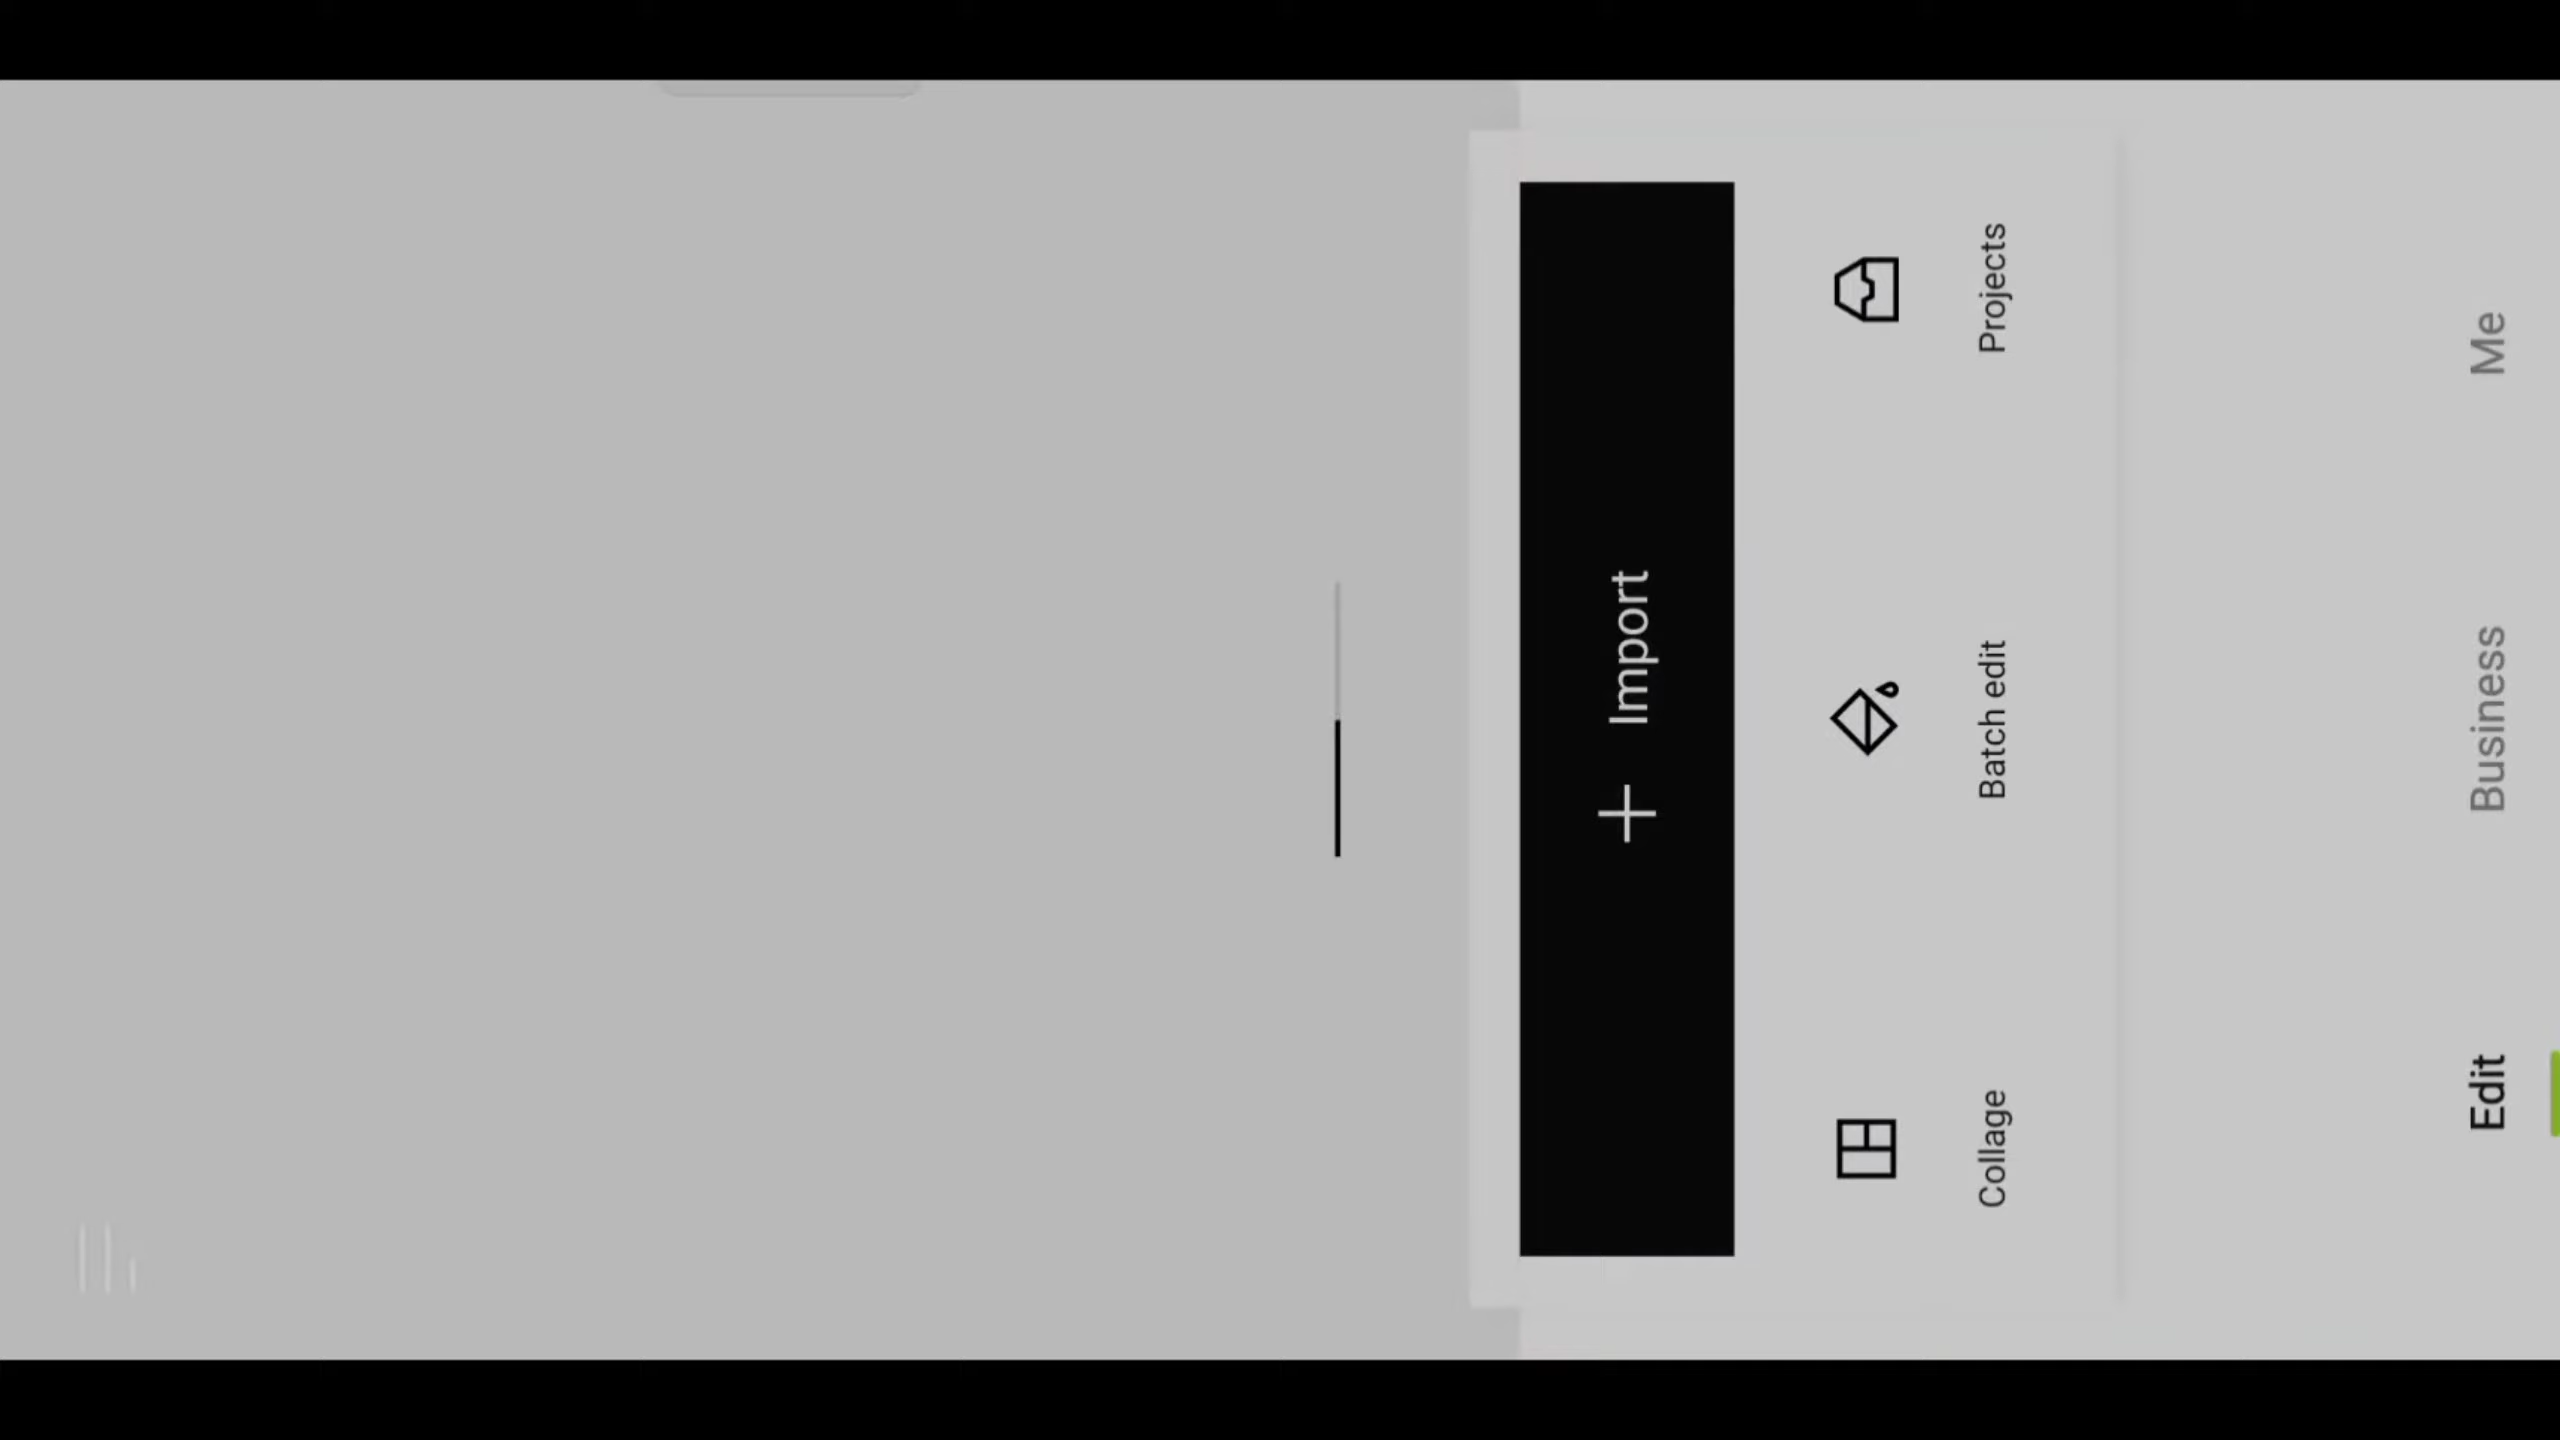 + Import
Collage
Batch edit
Projects
Edit
Business
Me